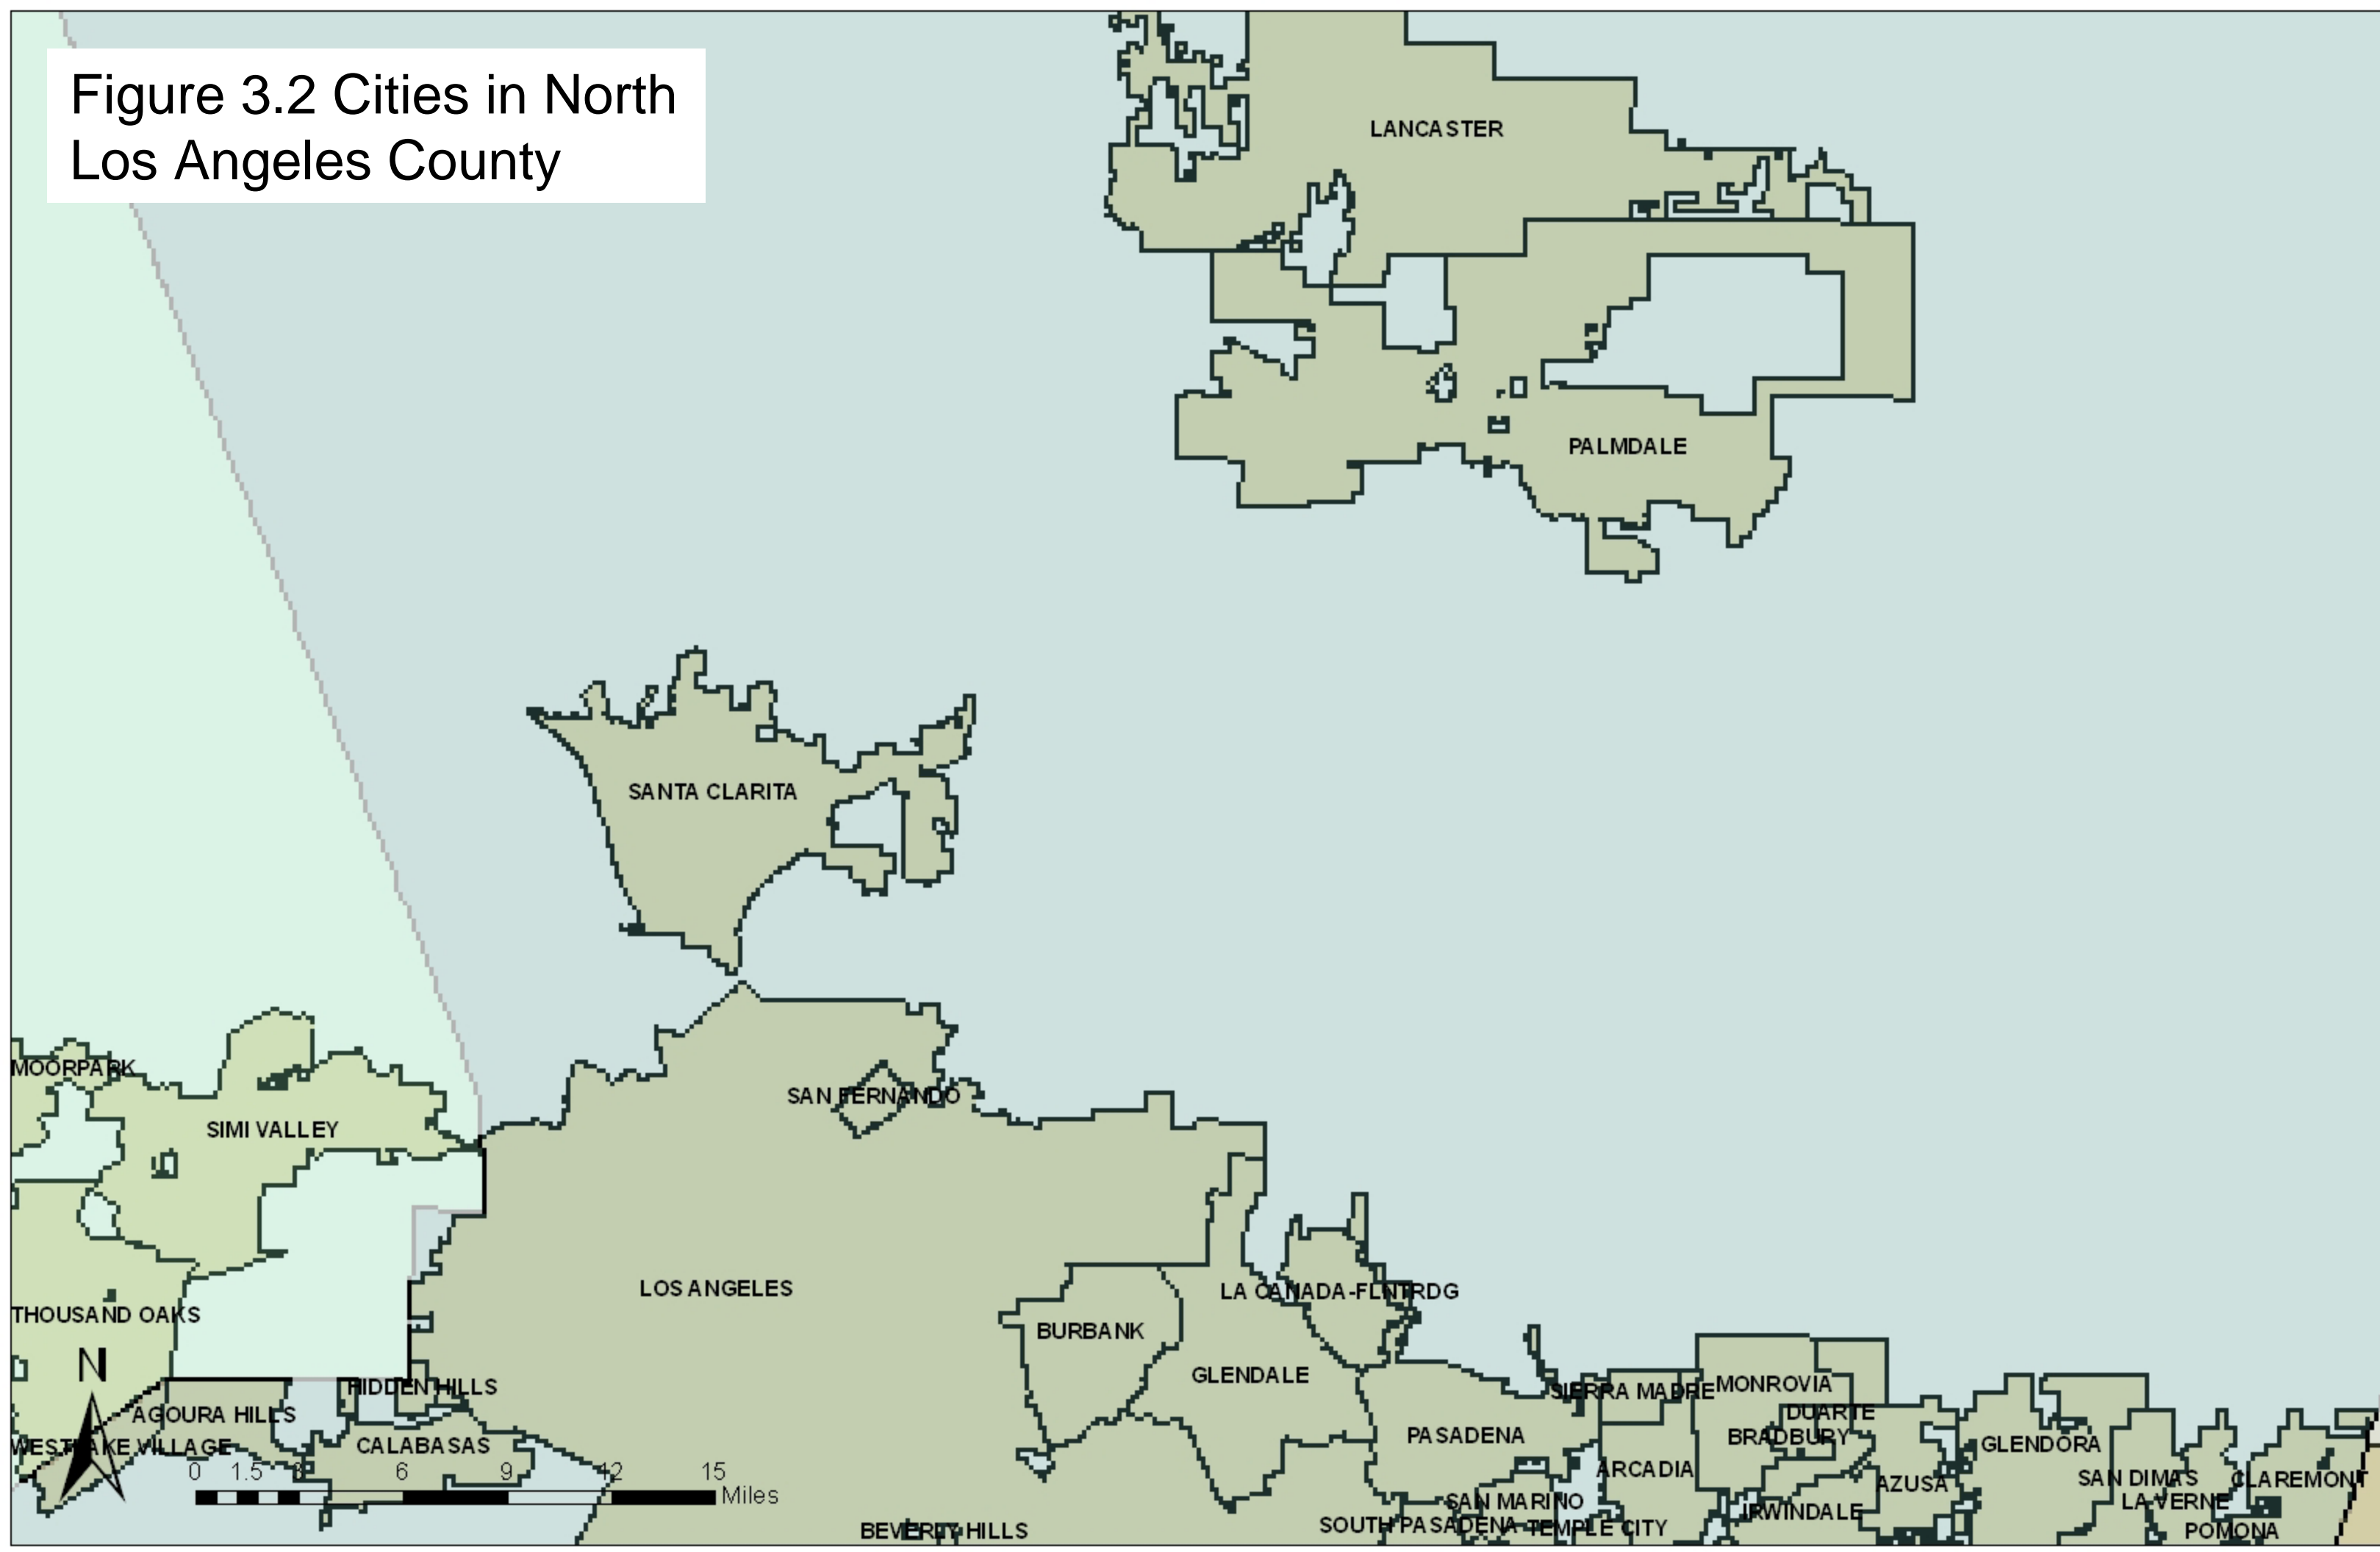 Figure 3.2 Cities in North
Los Angeles County
LANCASTER
PALMDALE
SANTA CLARITA
MOORPARK
SAN FERNANDO
SIMI VALLEY
LOS ANGELES
LA CANADA-FLNTRDG
THOUSAND OAKS
BURBANK
N
GLENDALE
HIDDEN HILLS
SIERRA MADRE
MONROVIA
AGOURA HILLS
DUARTE
WESTLAKE VILLAGE
CALABASAS
PASADENA
BRADBURY
GLENDORA
ARCADIA
AZUSA
SAN DIMAS
CLAREMONT
0 1.5 3 6 9 12 15
Miles
SAN MARINO
LA VERNE
IRWINDALE
BEVERLY HILLS
SOUTH PASADENA
TEMPLE CITY
POMONA